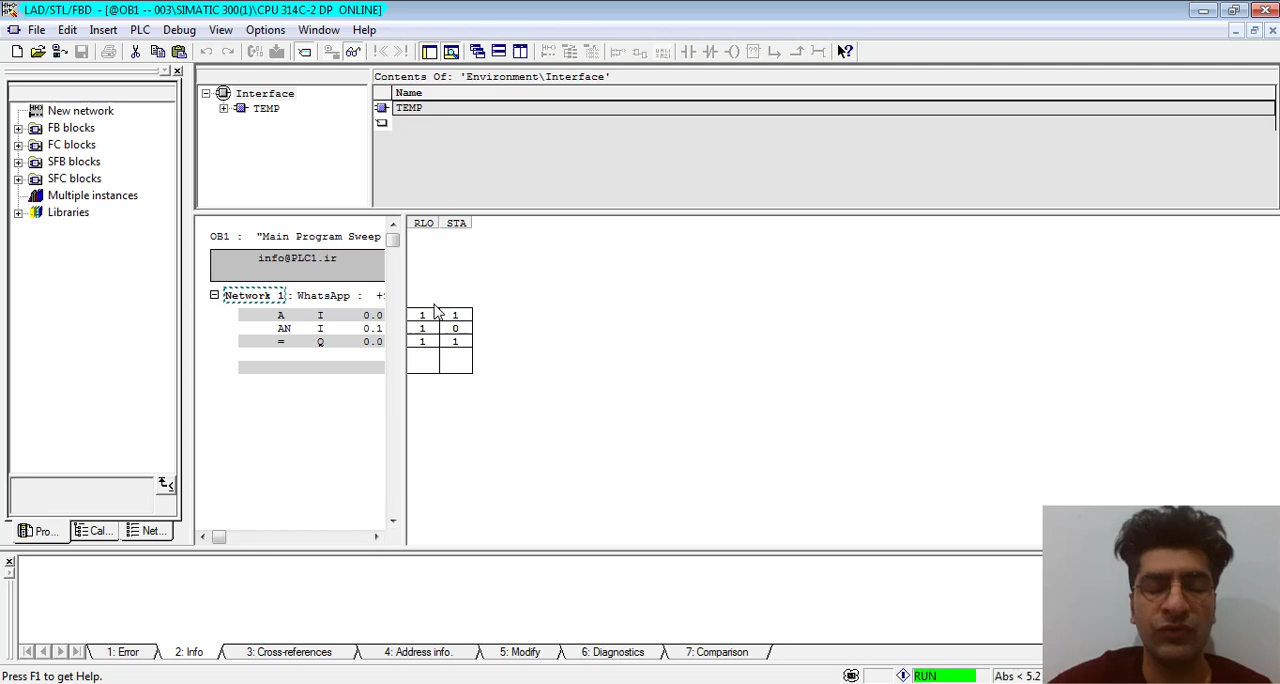 LAD/STL/FBD - [@OB1 -- 003\SIMATIC 300(1)\CPU 314C-2 DP ONLINE]
File Edit Insert PLC Debug View Options Window Help
New network
FB blocks
FC blocks
SFB blocks
SFC blocks
Multiple instances
Libraries
Pro... Cal... Net...
Interface
TEMP
Contents Of: 'Environment\Interface'
Name
TEMP
OB1 : "Main Program Sweep
info@PLC1.ir
Network 1: WhatsApp :
RLO STA
A I 0.0 1 1
AN I 0.1 1 0
= Q 0.0 1 1
1: Error 2: Info 3: Cross-references 4: Address info. 5: Modify 6: Diagnostics 7: Comparison
Press F1 to get Help.
RUN
Abs < 5.2